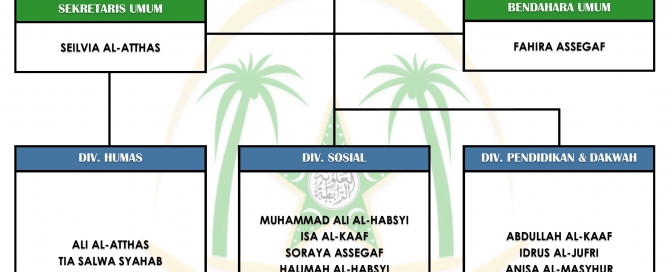 SEKRETARIS UMUM
SEILVIA AL-ATTHAS
BENDAHARA UMUM
FAHIRA ASSEGAF
DIV. HUMAS
ALI AL-ATTHAS
TIA SALWA SYAHAB
DIV. SOSIAL
MUHAMMAD ALI AL-HABSYI
ISA AL-KAAF
SORAYA ASSEGAF
HALIMAH AL-HABSYI
DIV. PENDIDIKAN & DAKWAH
ABDULLAH AL-KAAF
IDRUS AL-JUFRI
ANISA AL-MASYHUR
الرابطة
العلوية